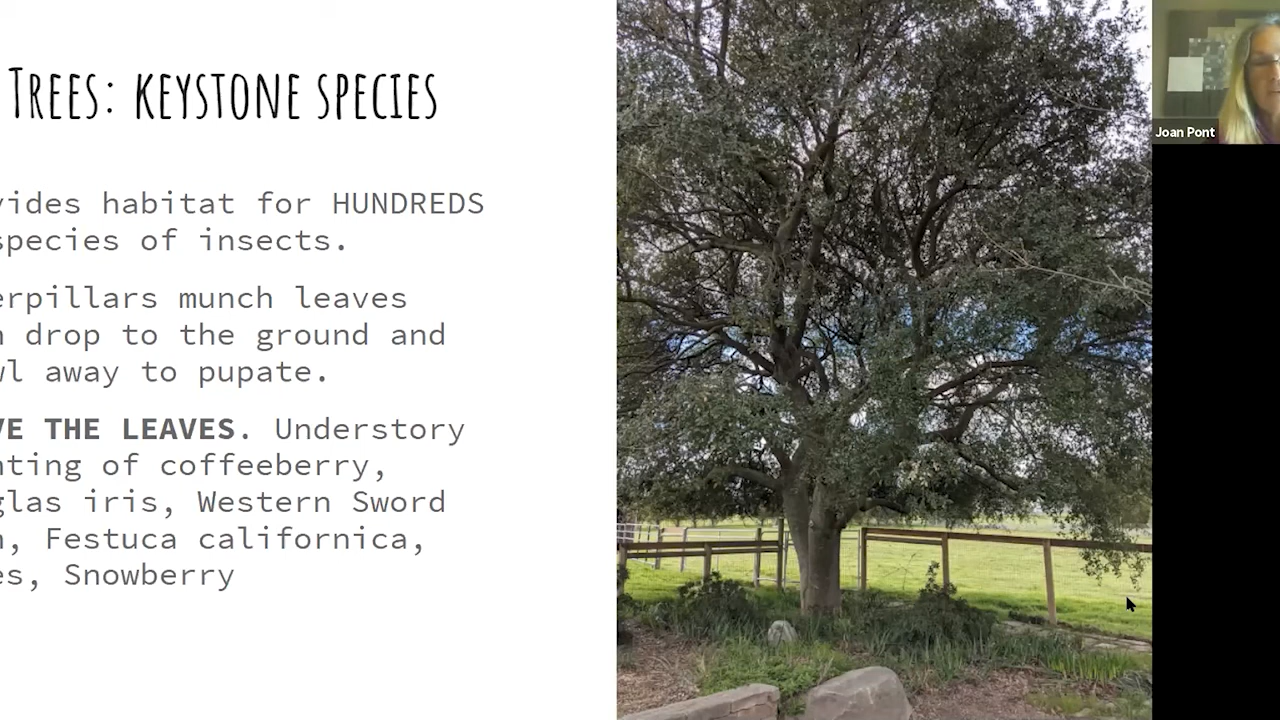 Trees: keystone species
Joan Pont
vides habitat for HUNDREDS
species of insects.
erpillars munch leaves
n drop to the ground and
wl away to pupate.
VE THE LEAVES. Understory
nting of coffeeberry,
glas iris, Western Sword
n, Festuca californica,
es, Snowberry